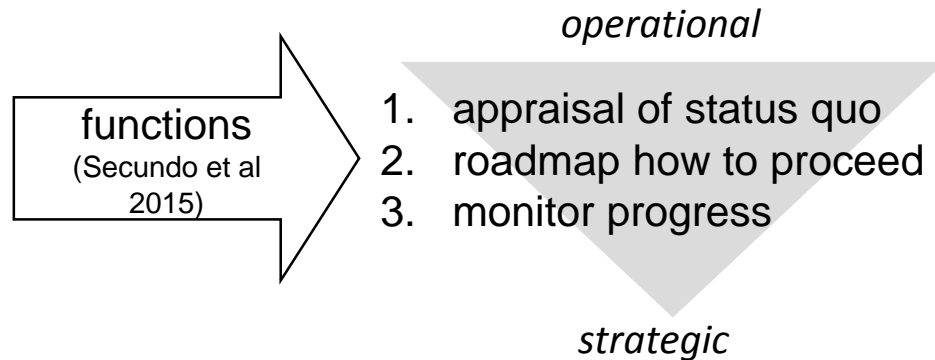 operational
functions
(Secundo et al
2015)
1. appraisal of status quo
2. roadmap how to proceed
3. monitor progress
strategic